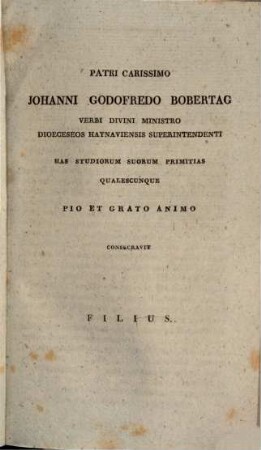 PATRI CARISSIMO
JOHANNI GODOFREDO BOBERTAG
VERBI DIVINI MINISTRO
DIOECESEOS HAYNAVIENSIS SUPERINTENDENTI
HAS STUDIORUM SUORUM PRIMITIAS
QUALESCUNQUE
PIO ET GRATO ANIMO
CONSECRAVIT
FILIUS.